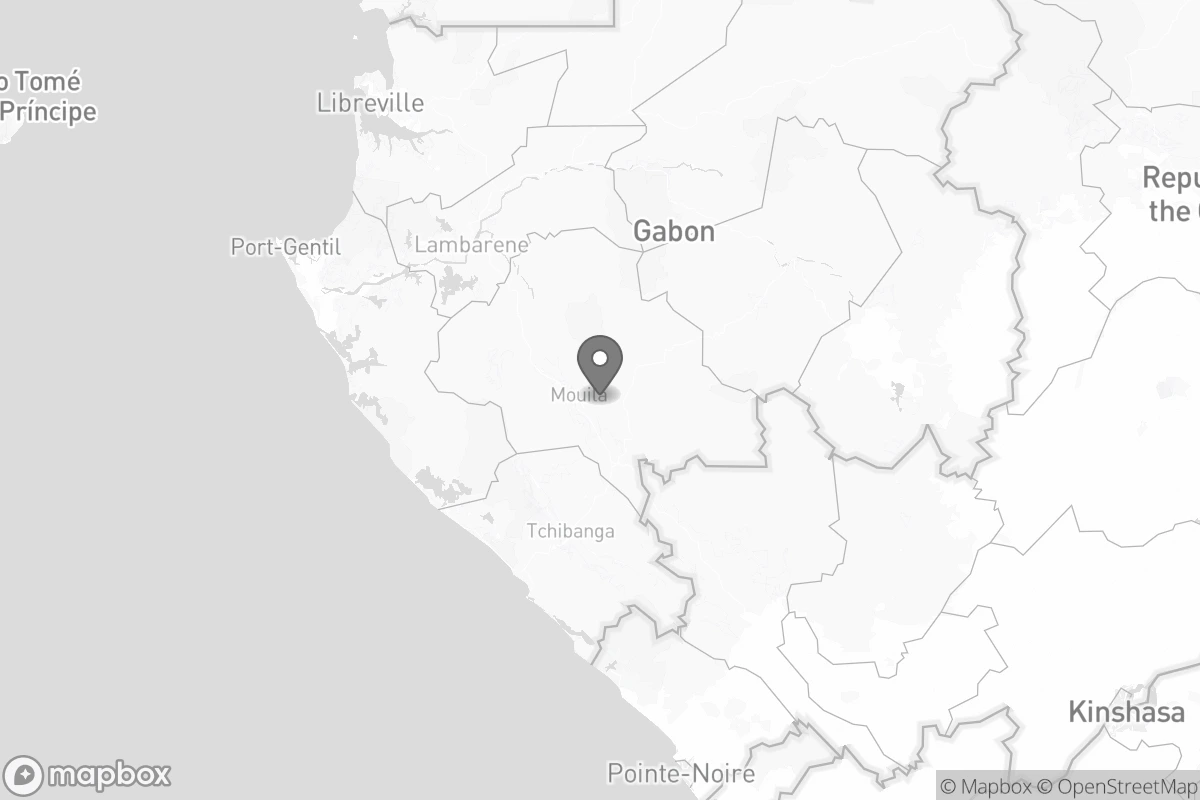 o Tomé
Príncipe
Libreville
Port-Gentil
Lambarene
Gabon
Repu
the
Mouila
Tchibanga
Kinshasa
Pointe-Noire
mapbox
© Mapbox © OpenStreetMap